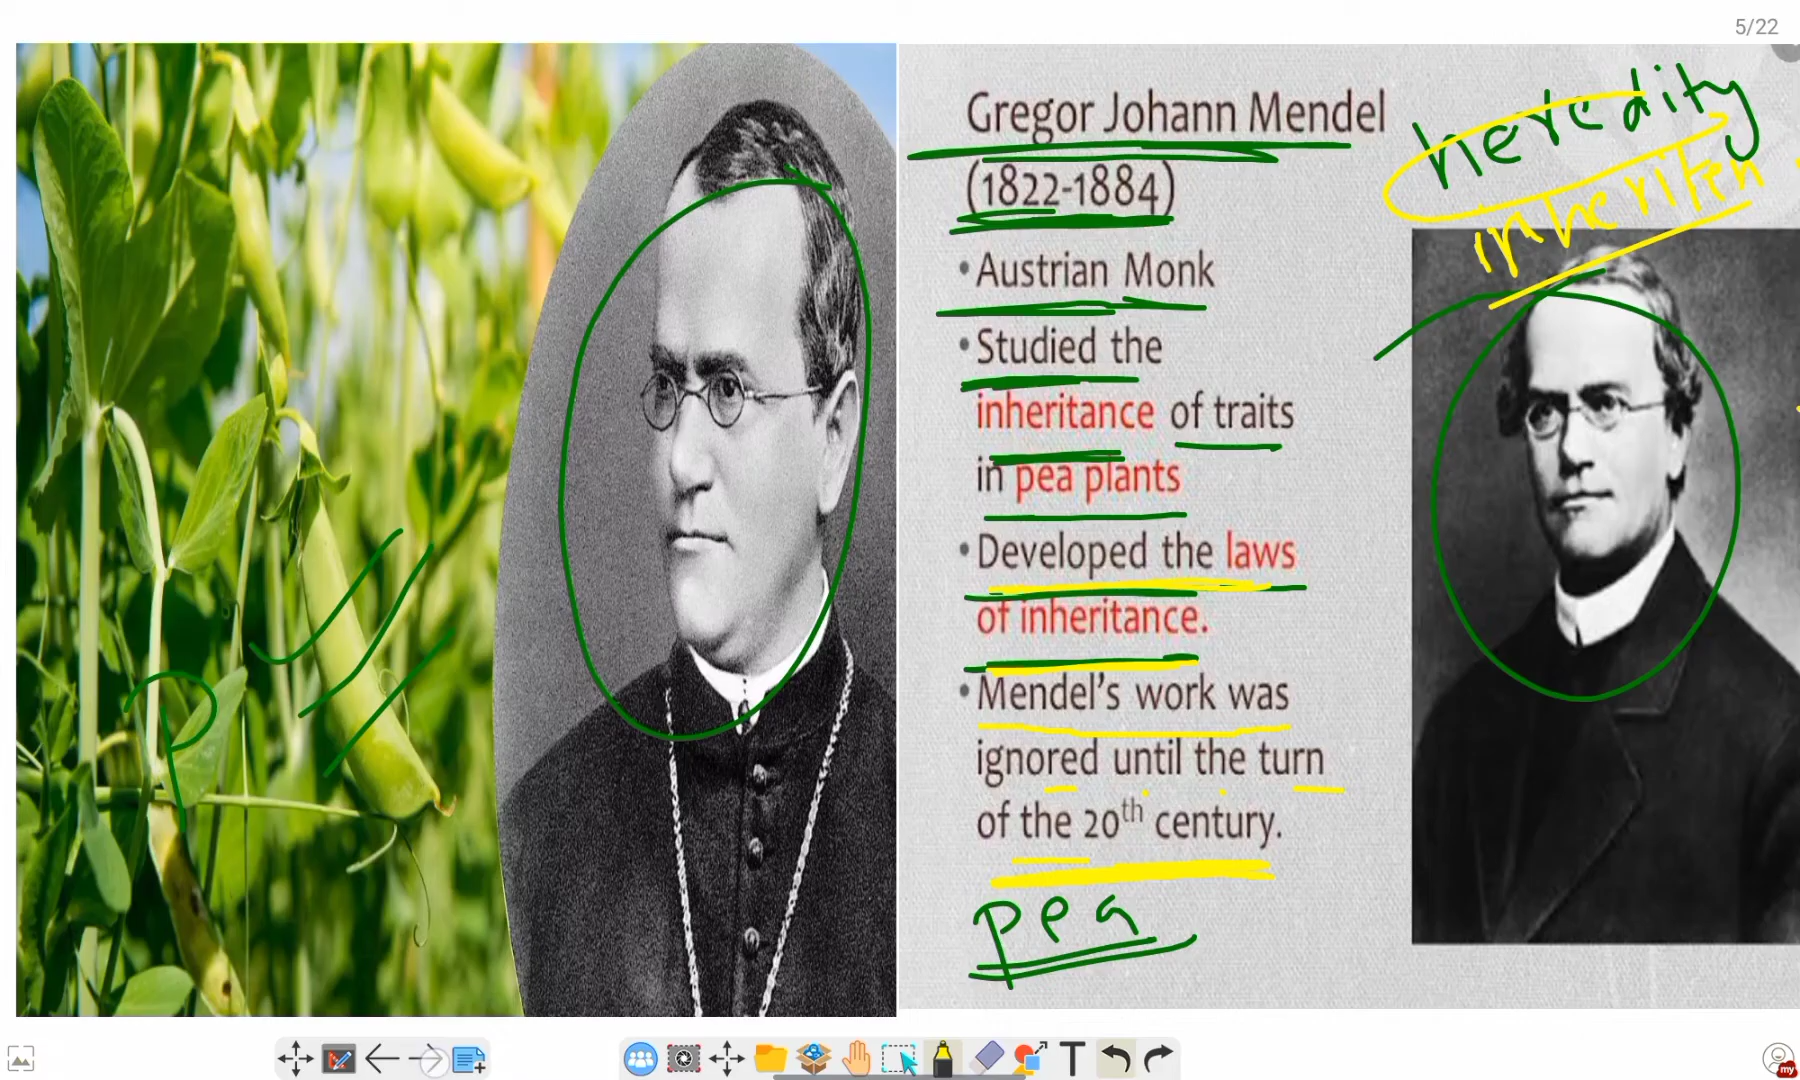 5/22
Gregor Johann Mendel
(1822-1884)
heredity
inheriten
•Austrian Monk
•Studied the
inheritance of traits
in pea plants
•Developed the laws
of inheritance.
•Mendel's work was
ignored until the turn
of the 20th century.
pea
P
T
my